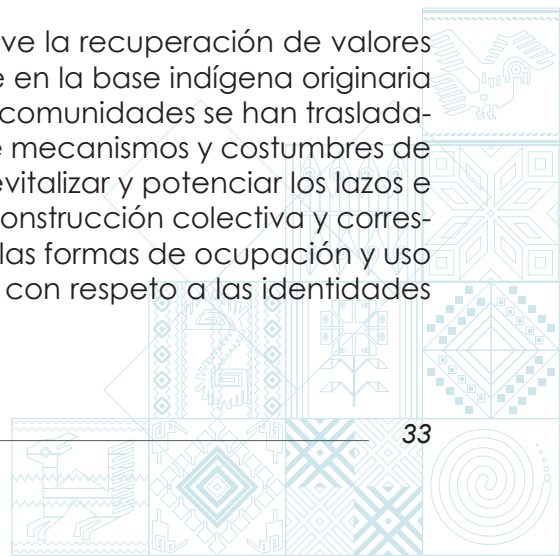 ve la recuperación de valores
en la base indígena originaria
comunidades se han traslada-
mecanismos y costumbres de
evitalizar y potenciar los lazos e
onstrucción colectiva y corres-
las formas de ocupación y uso
con respeto a las identidades
33